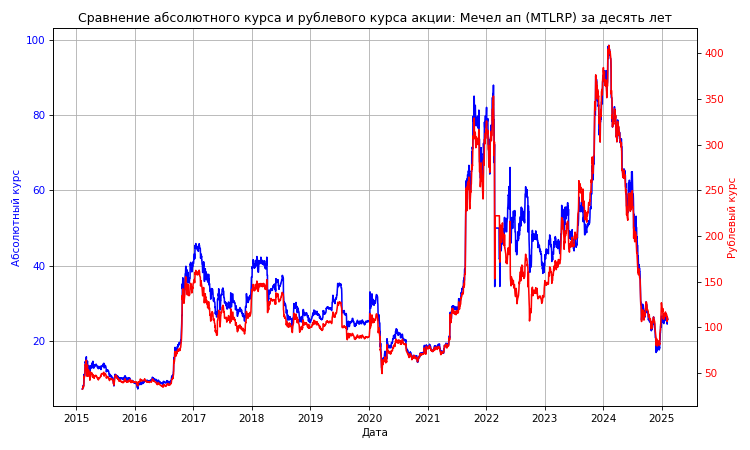 Сравнение абсолютного курса и рублевого курса акции: Мечел ап (MTLRP) за десять лет
100
80
60
40
20
Абсолютный курс
400
350
300
250
200
150
100
50
Рублевый курс
2015 2016 2017 2018 2019 2020 2021 2022 2023 2024 2025
Дата